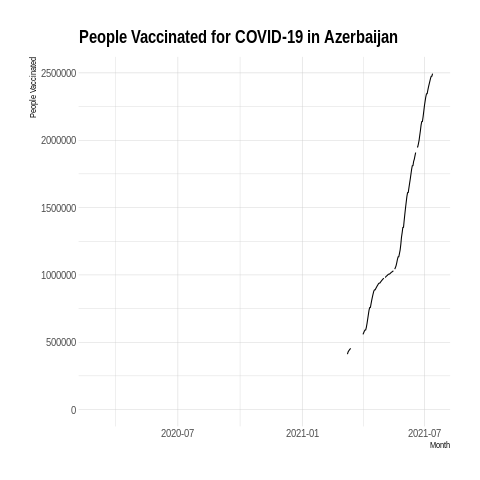 People Vaccinated for COVID-19 in Azerbaijan
People Vaccinated
2500000
2000000
1500000
1000000
500000
0
2020-07 2021-01 2021-07
Month